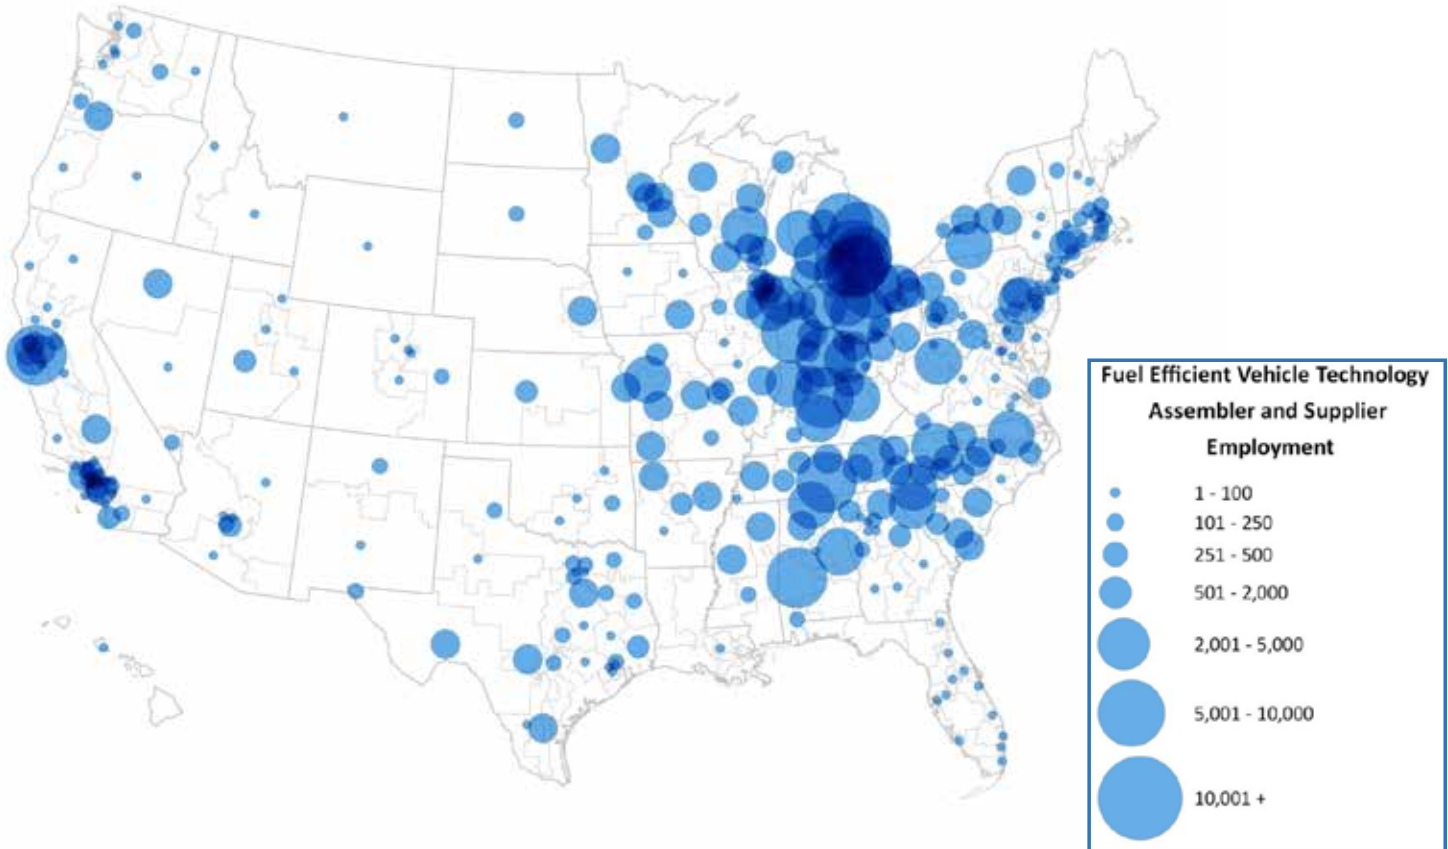 Fuel Efficient Vehicle Technology
Assembler and Supplier
Employment
1 - 100
101 - 250
251 - 500
501 - 2,000
2,001 - 5,000
5,001 - 10,000
10,001 +